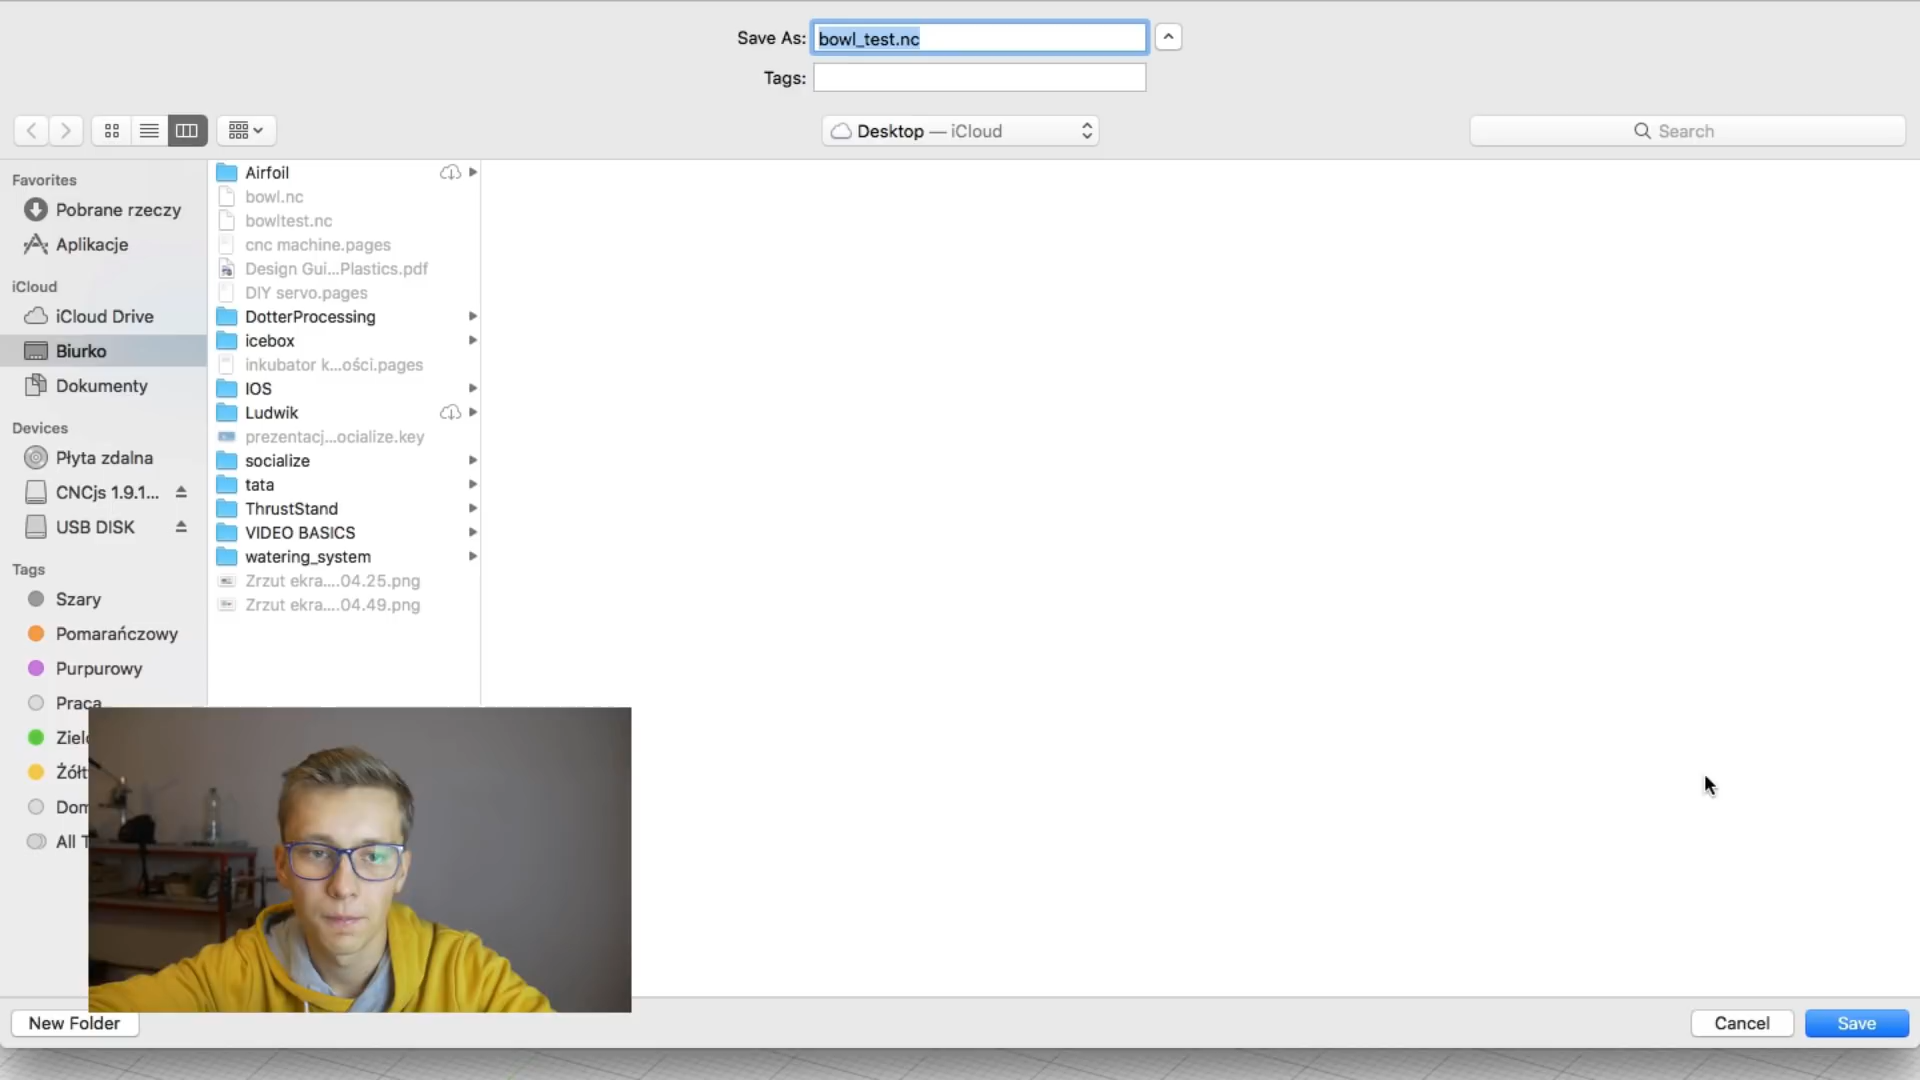 Save As: bowl_test.nc
Tags:
Desktop — iCloud
Search
Favorites
Pobrane rzeczy
Aplikacje
iCloud
iCloud Drive
Biurko
Dokumenty
Devices
Płyta zdalna
CNCjs 1.9.1...
USB DISK
Tags
Szary
Pomarańczowy
Purpurowy
Praca
Ziel
Żółt
Dom
All T
Airfoil
bowl.nc
bowltest.nc
cnc machine.pages
Design Gui...Plastics.pdf
DIY servo.pages
DotterProcessing
icebox
inkubator k...ości.pages
IOS
Ludwik
prezentacj...ocialize.key
socialize
tata
ThrustStand
VIDEO BASICS
watering_system
Zrzut ekra....04.25.png
Zrzut ekra....04.49.png
New Folder
Cancel
Save